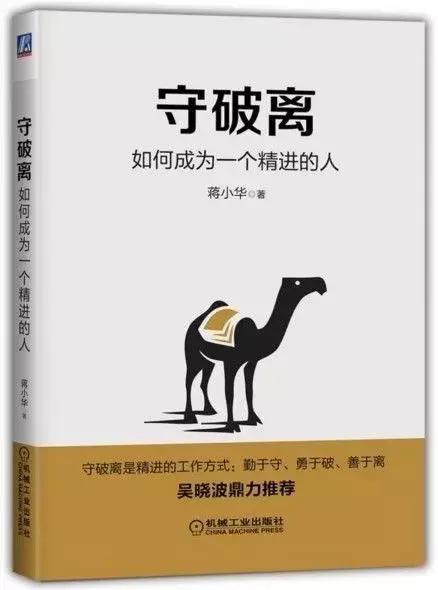 守破离
如何成为一个精进的人
蒋小华◎著
守破离
如何成为一个精进的人
蒋小华 著
守破离是精进的工作方式：勤于守、勇于破、善于离
吴晓波鼎力推荐
机械工业出版社
机械工业出版社